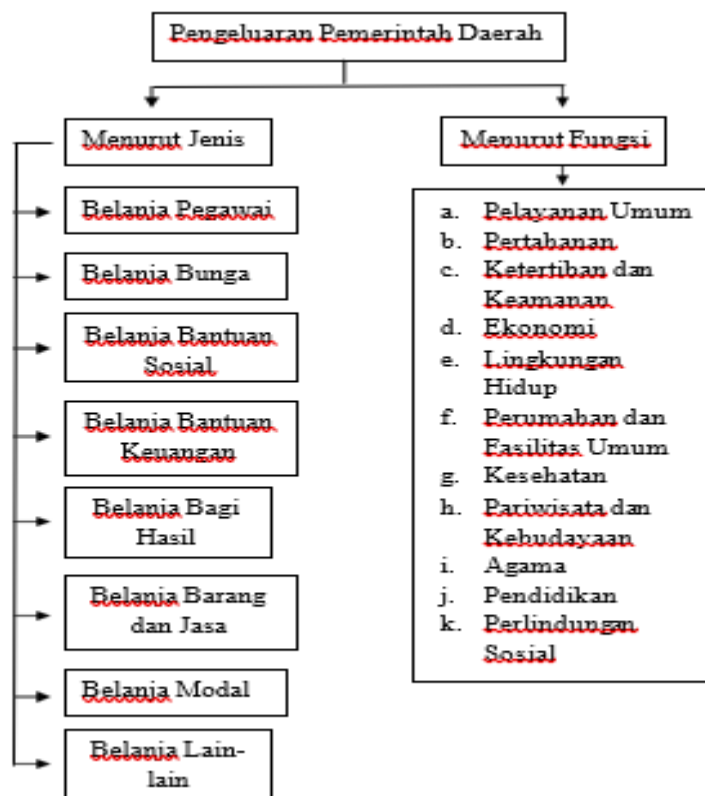 Pengeluaran Pemerintah Daerah
Menurut Jenis
Belanja Pegawai
Belanja Bunga
Belanja Bantuan
Sosial
Belanja Bantuan
Keuangan
Belanja Bagi
Hasil
Belanja Barang
dan Jasa
Belanja Modal
Belanja Lain-
lain
Menurut Fungsi
a. Pelayanan Umum
b. Pertahanan
c. Ketertiban dan
Keamanan
d. Ekonomi
e. Lingkungan
Hidup
f. Perumahan dan
Fasilitas Umum
g. Kesehatan
h. Pariwisata dan
Kebudayaan
i. Agama
j. Pendidikan
k. Perlindungan
Sosial